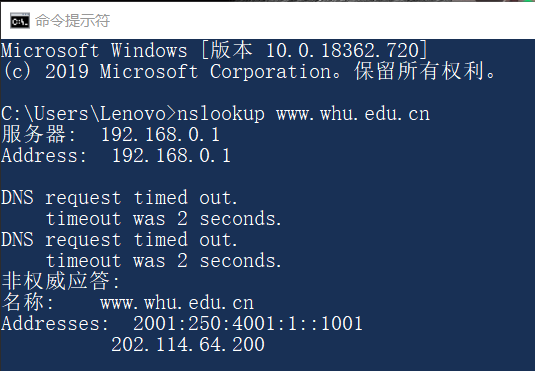 命令提示符
Microsoft Windows [版本 10.0.18362.720]
(c) 2019 Microsoft Corporation。保留所有权利。
C:\Users\Lenovo>nslookup www.whu.edu.cn
服务器:  192.168.0.1
Address:  192.168.0.1
DNS request timed out.
    timeout was 2 seconds.
DNS request timed out.
    timeout was 2 seconds.
非权威应答:
名称:    www.whu.edu.cn
Addresses:  2001:250:4001:1::1001
          202.114.64.200